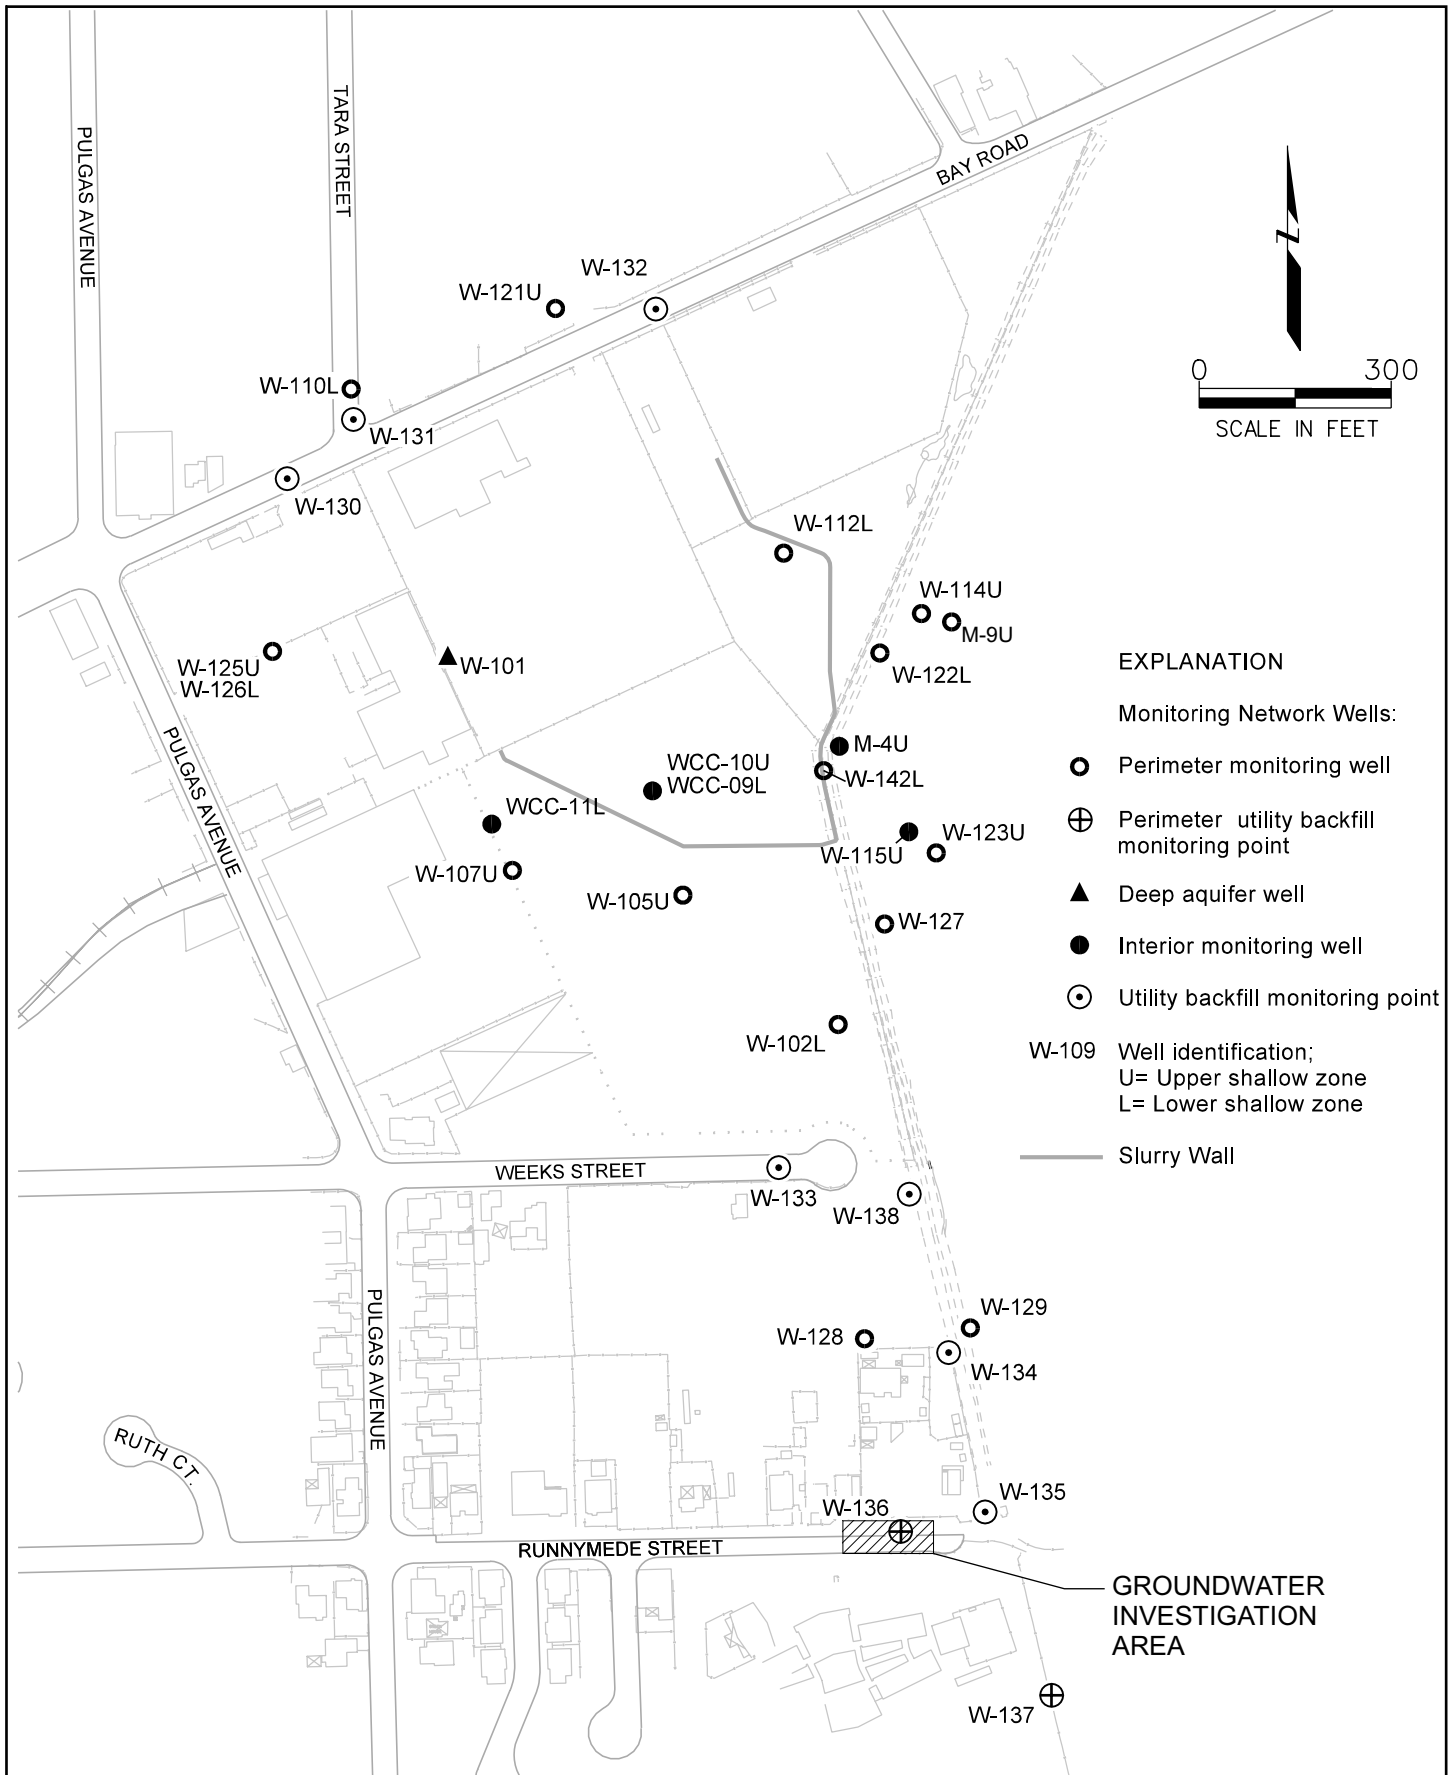 TARA STREET
PULGAS AVENUE
BAY ROAD
W-132
W-121U
W-110L
W-131
W-130
0 300
SCALE IN FEET
W-112L
W-114U
M-9U
W-122L
W-125U
W-126L
W-101
PULGAS AVENUE
M-4U
W-142L
WCC-10U
WCC-09L
WCC-11L
W-123U
W-115U
W-107U
W-105U
W-127
W-102L
EXPLANATION
Monitoring Network Wells:
Perimeter monitoring well
Perimeter utility backfill
monitoring point
Deep aquifer well
Interior monitoring well
Utility backfill monitoring point
W-109 Well identification;
U= Upper shallow zone
L= Lower shallow zone
Slurry Wall
WEEKS STREET
W-133
W-138
W-129
W-128
W-134
PULGAS AVENUE
RUTH CT.
W-135
W-136
RUNNYMEDE STREET
GROUNDWATER
INVESTIGATION
AREA
W-137